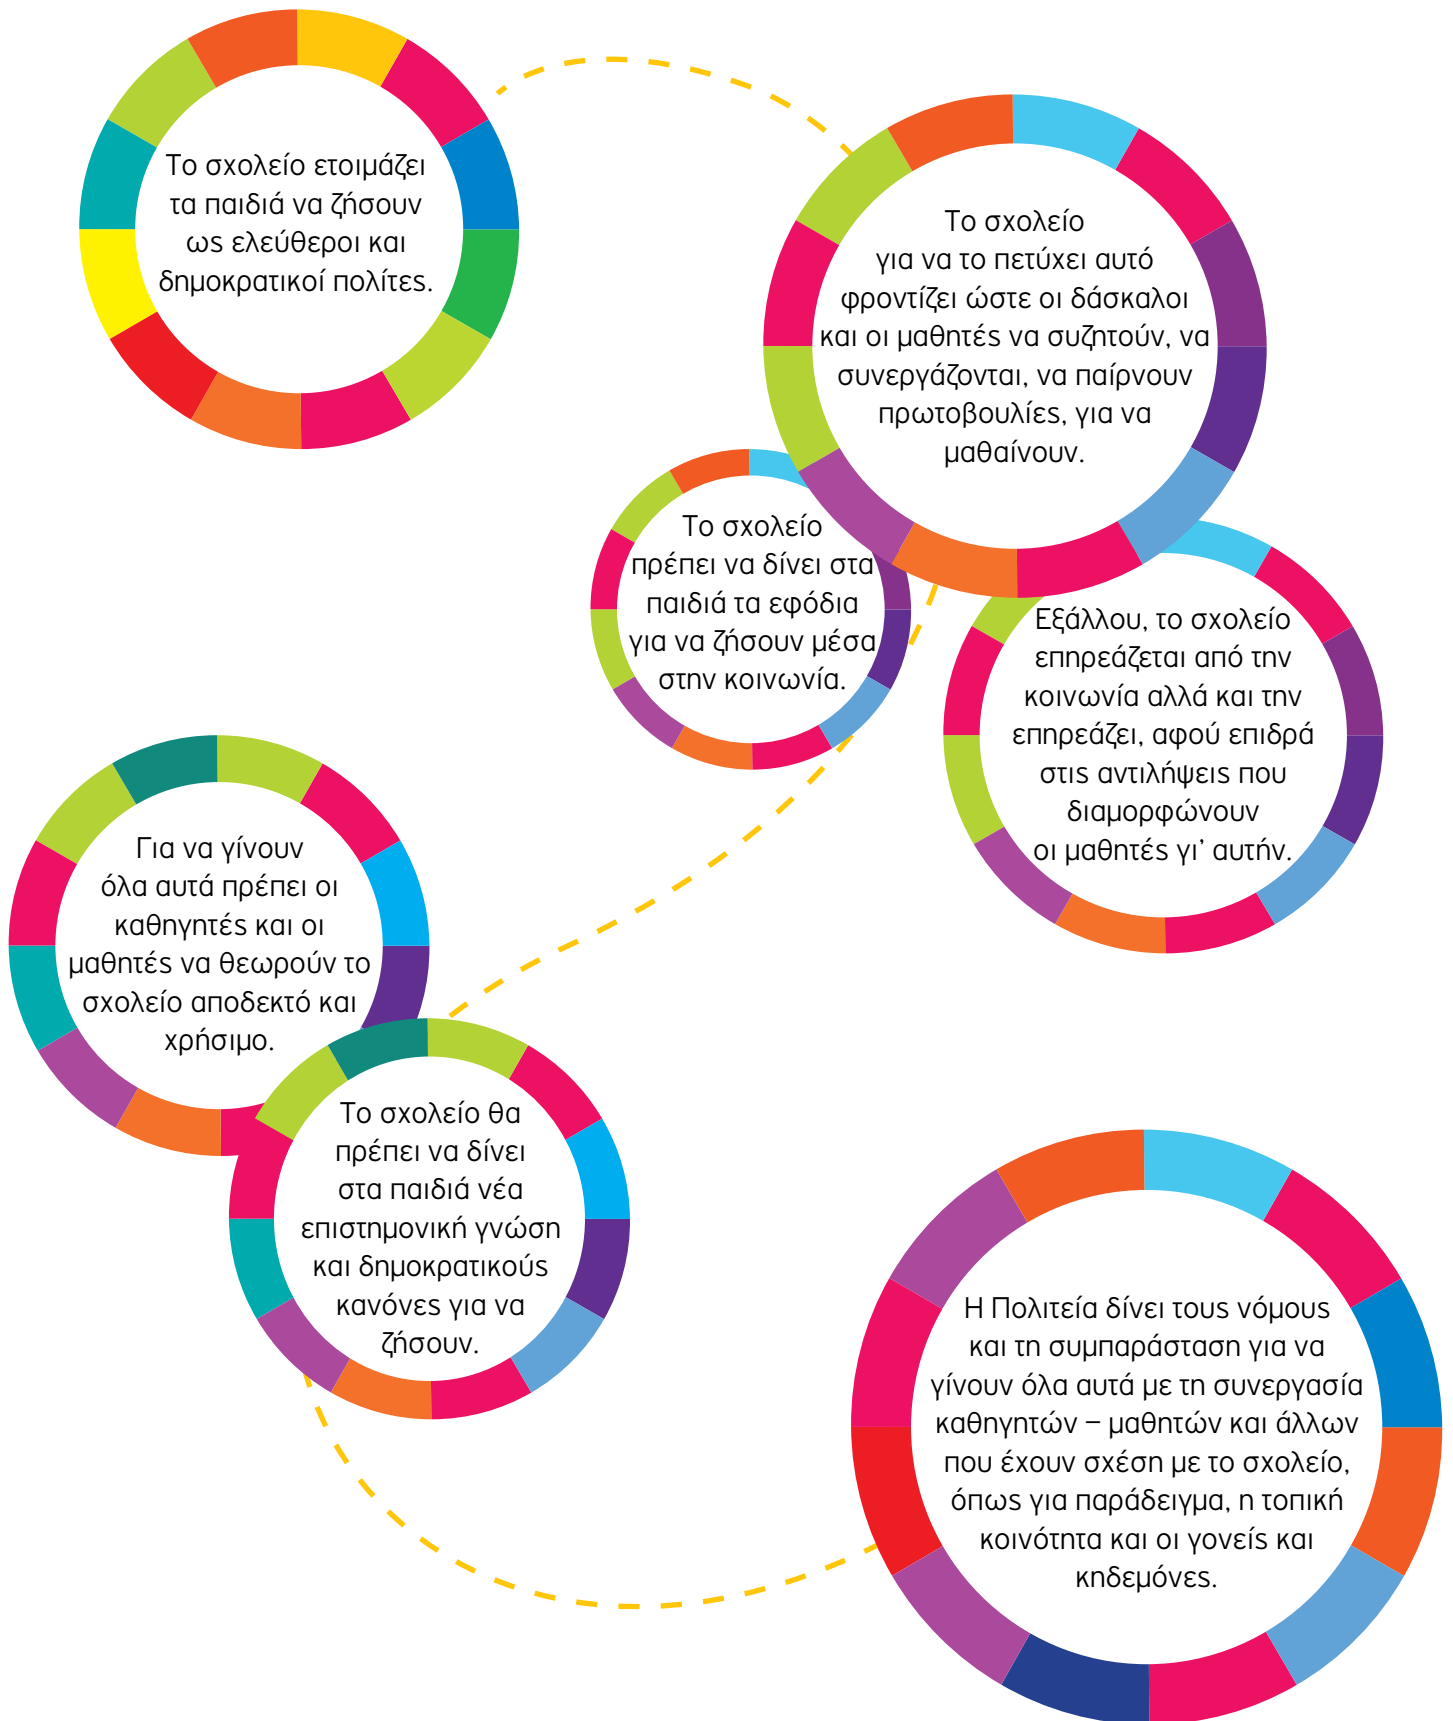 Το σχολείο ετοιμάζει
τα παιδιά να ζήσουν
ως ελεύθεροι και
δημοκρατικοί πολίτες.
Το σχολείο
για να το πετύχει αυτό
φροντίζει ώστε οι δάσκαλοι
και οι μαθητές να συζητούν, να
συνεργάζονται, να παίρνουν
πρωτοβουλίες, για να
μαθαίνουν.
Το σχολείο
πρέπει να δίνει στα
παιδιά τα εφόδια
για να ζήσουν μέσα
στην κοινωνία.
Εξάλλου, το σχολείο
επηρεάζεται από την
κοινωνία αλλά και την
επηρεάζει, αφού επιδρά
στις αντιλήψεις που
διαμορφώνουν
οι μαθητές γι’ αυτήν.
Για να γίνουν
όλα αυτά πρέπει οι
καθηγητές και οι
μαθητές να θεωρούν το
σχολείο αποδεκτό και
χρήσιμο.
Το σχολείο θα
πρέπει να δίνει
στα παιδιά νέα
επιστημονική γνώση
και δημοκρατικούς
κανόνες για να
ζήσουν.
Η Πολιτεία δίνει τους νόμους
και τη συμπαράσταση για να
γίνουν όλα αυτά με τη συνεργασία
καθηγητών – μαθητών και άλλων
που έχουν σχέση με το σχολείο,
όπως για παράδειγμα, η τοπική
κοινότητα και οι γονείς και
κηδεμόνες.